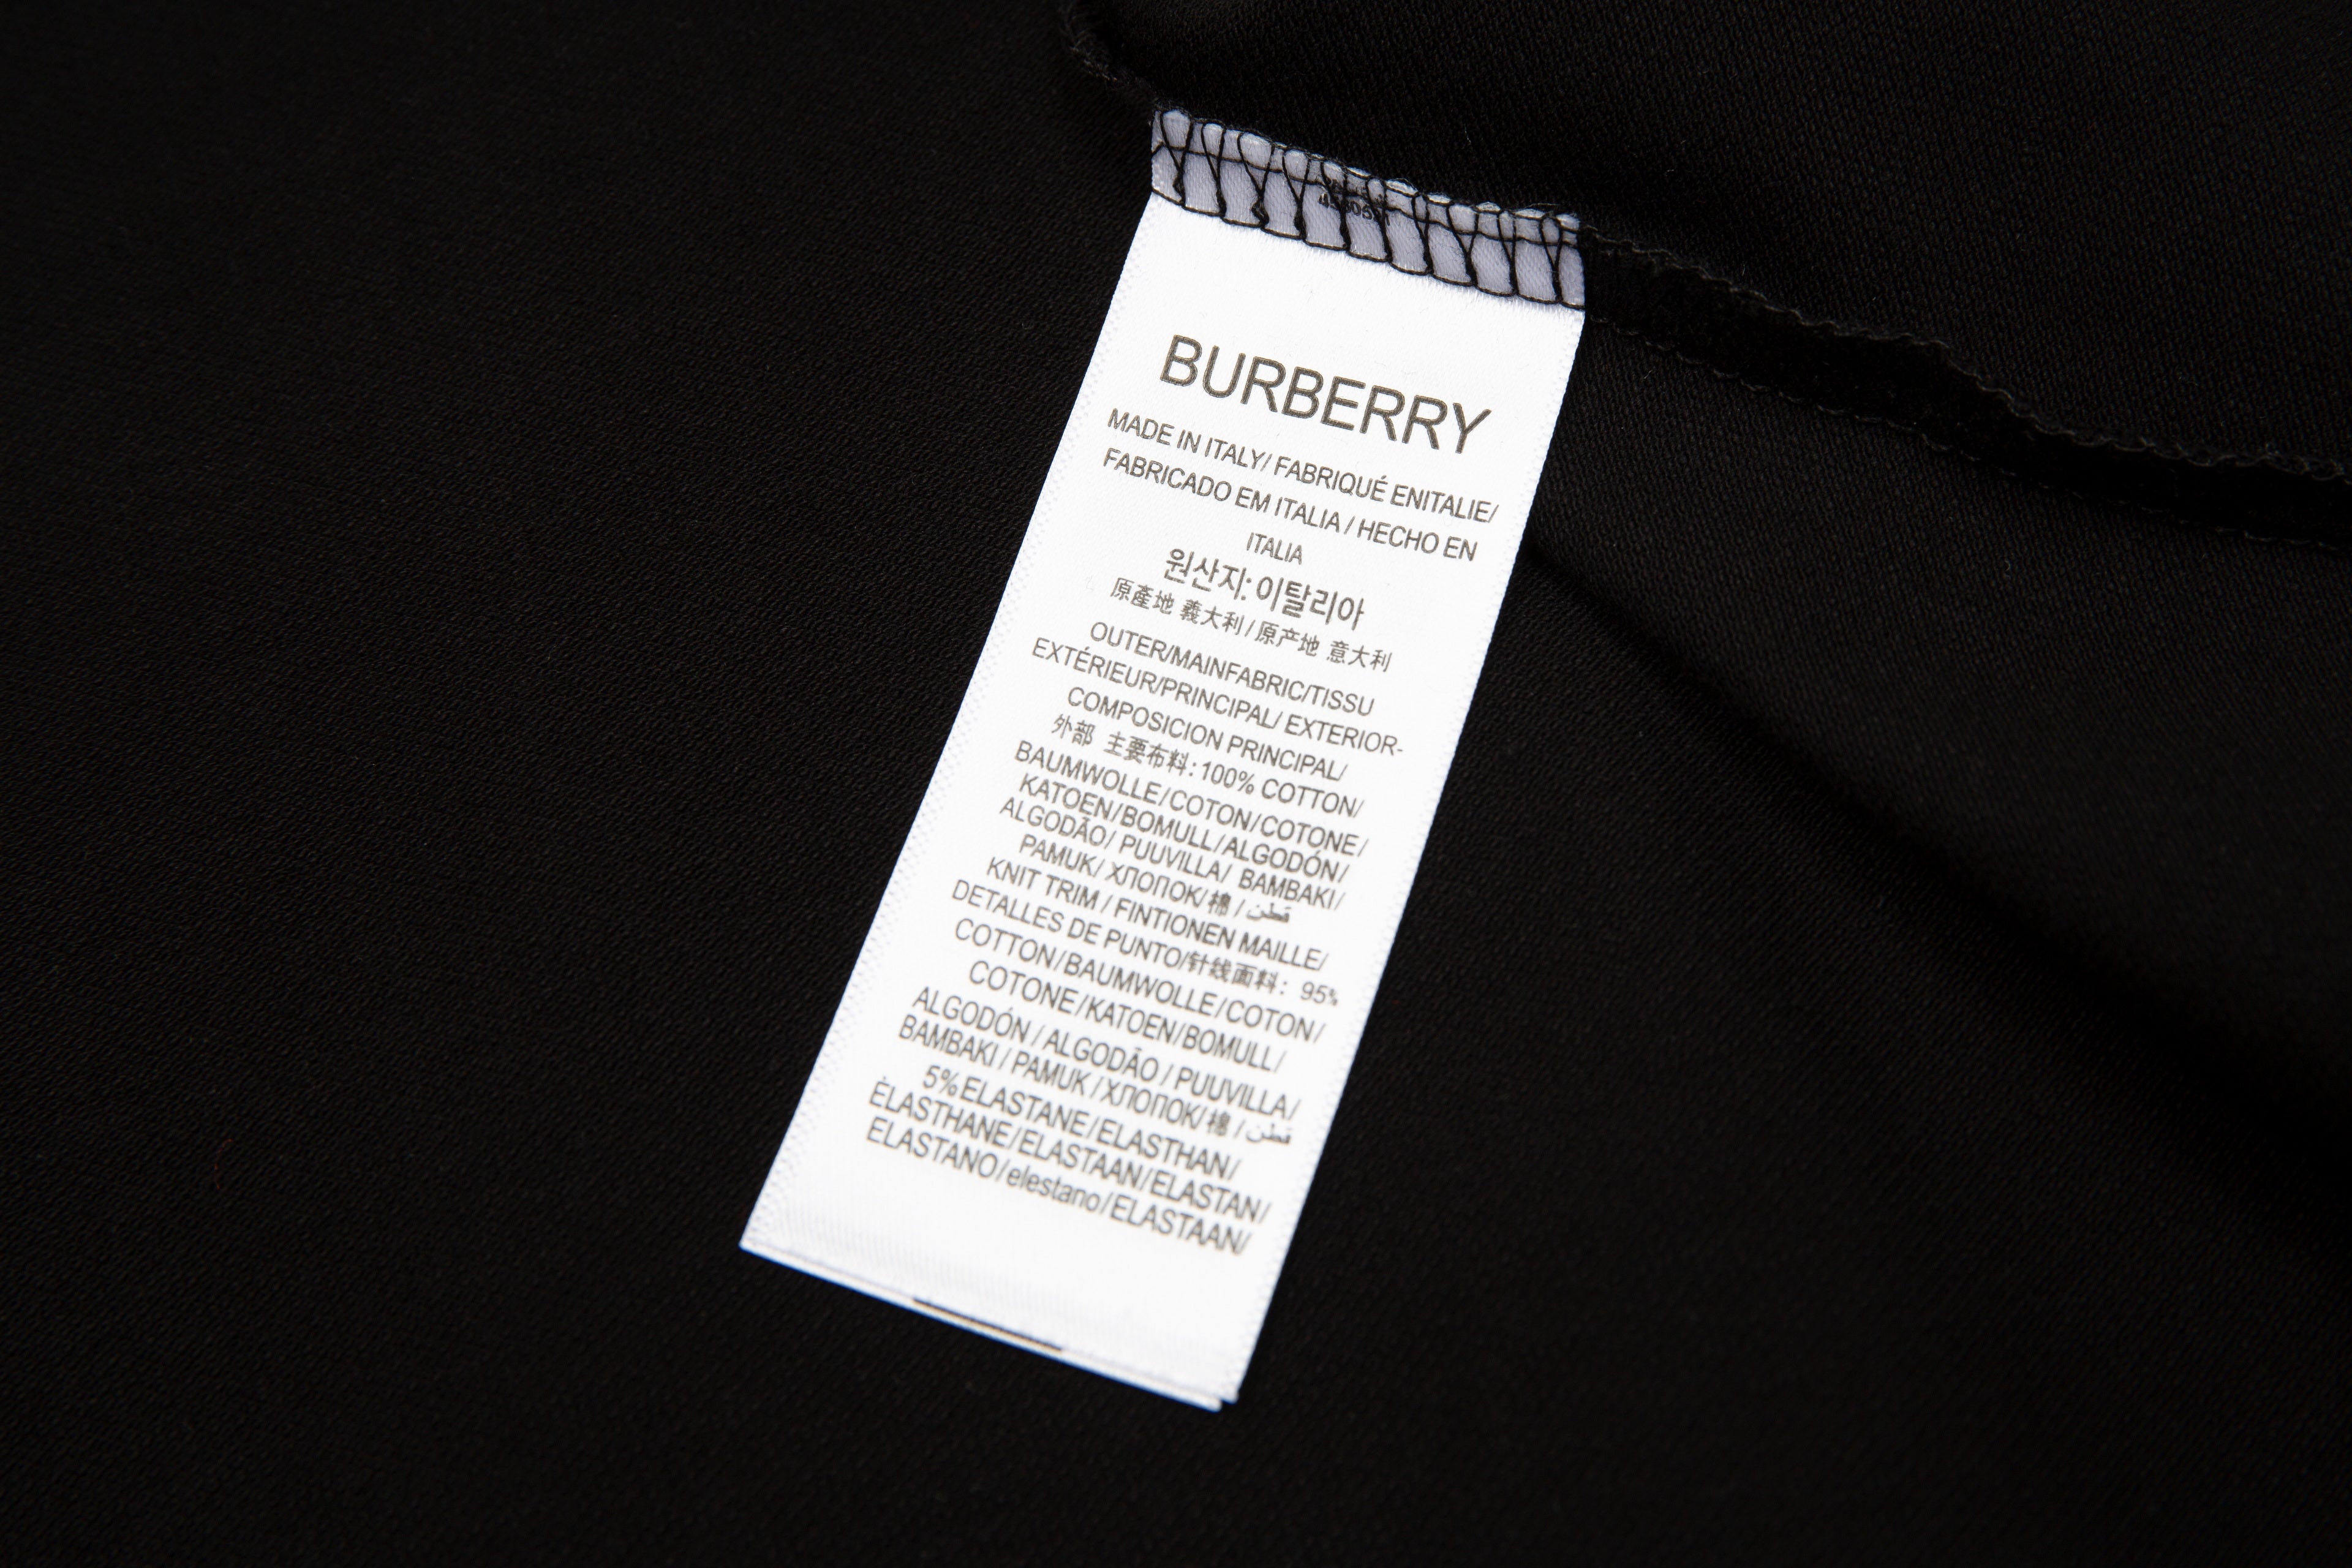 BURBERRY
MADE IN ITALY/ FABRIQUÉ ENITALIE/
FABRICADO EM ITALIA / HECHO EN
ITALIA
원산지: 이탈리아
原產地 義大利/原产地 意大利
OUTER/MAINFABRIC/TISSU
EXTÉRIEUR/PRINCIPAL/ EXTERIOR-
COMPOSICION PRINCIPAL/
外部 主要布料: 100% COTTON/
BAUMWOLLE/COTON/COTONE/
KATOEN/BOMULL/ALGODÓN/
ALGODÃO/ PUUVILLA/ BAMBAKI/
PAMUK/ ХЛОПОК/棉/قطن
KNIT TRIM / FINTIONEN MAILLE/
DETALLES DE PUNTO/针线面料: 95%
COTTON/BAUMWOLLE/COTON/
COTONE/KATOEN/BOMULL/
ALGODÓN / ALGODÃO / PUUVILLA/
BAMBAKI / PAMUK /ХЛОПОК/棉/قطن
5% ELASTANE/ELASTHAN/
ÉLASTHANE/ELASTAAN/ELASTAN/
ELASTANO/elestano/ELASTAAN/